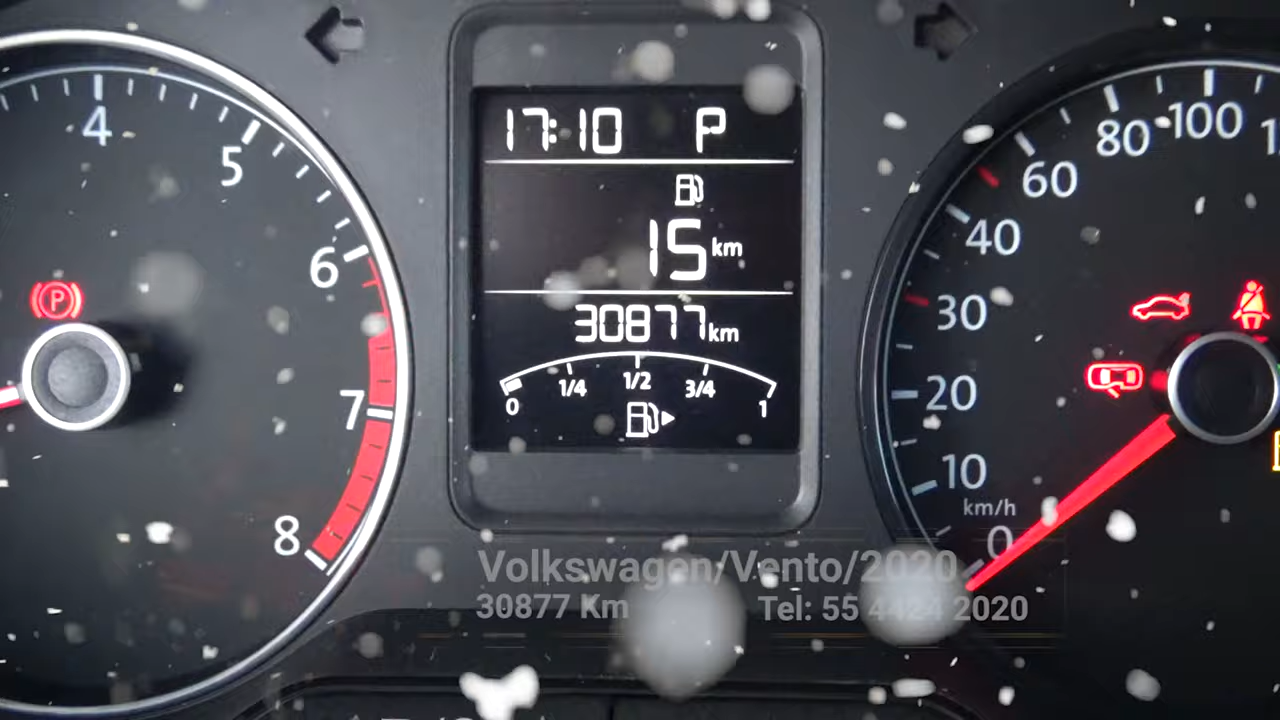 4
5
6
7
8
P
17:10 P
15 km
30877 km
0 1/4 1/2 3/4 1
100
80
60
40
30
20
10
km/h
0
Volkswagen/Vento/2020
30877 Km Tel: 55 4424 2020